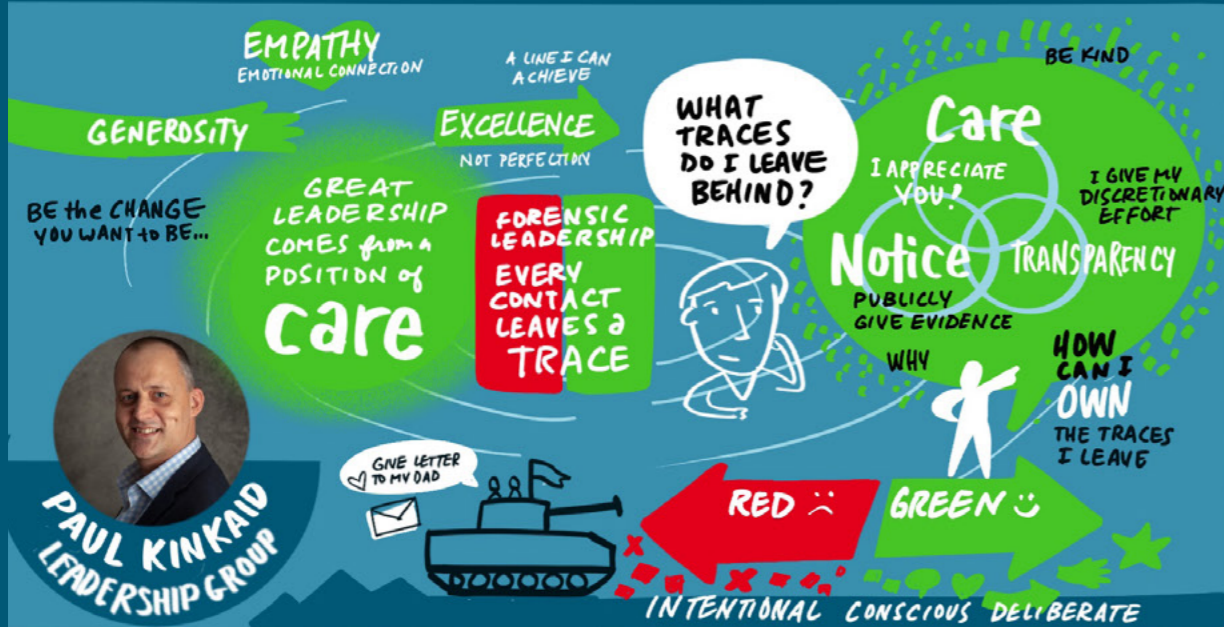 EMPATHY
EMOTIONAL CONNECTION
GENEROSITY
BE the CHANGE
YOU WANT to BE...
A LINE I CAN
ACHIEVE
EXCELLENCE
NOT PERFECTION
GREAT
LEADERSHIP
COMES from a
POSITION of
care
FORENSIC
LEADERSHIP
EVERY
CONTACT
LEAVES a
TRACE
WHAT
TRACES
DO I LEAVE
BEHIND?
BE KIND
Care
I APPRECIATE
YOU!
I GIVE MY
DISCRETIONARY
EFFORT
Notice
TRANSPARENCY
PUBLICLY
GIVE EVIDENCE
WHY
HOW
CAN I
OWN
THE TRACES
I LEAVE
PAUL KINKAID
LEADERSHIP GROUP
GIVE LETTER
TO MY DAD
RED
GREEN
INTENTIONAL CONSCIOUS DELIBERATE